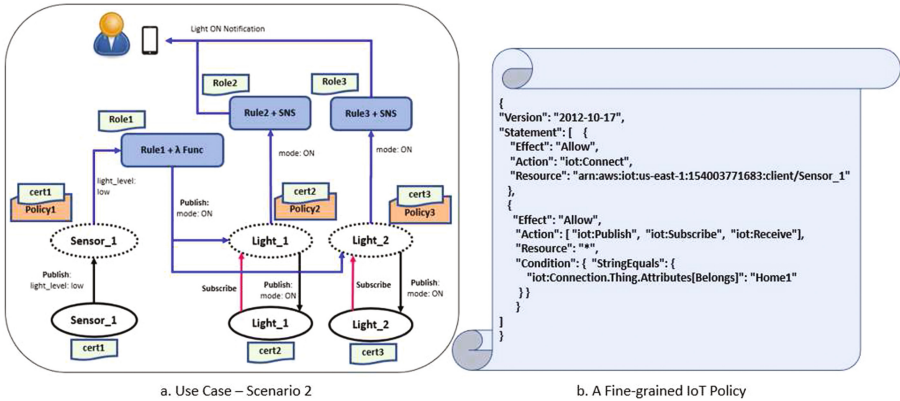 Light ON Notification
Role2
Role3
Rule2 + SNS
Rule3 + SNS
Role1
Rule1 + λ Func
mode: ON
mode: ON
light_level:
low
cert1
Policy1
Publish:
mode: ON
cert2
Policy2
cert3
Policy3
Sensor_1
Light_1
Light_2
Publish:
light_level: low
Subscribe
Publish:
mode: ON
Subscribe
Publish:
mode: ON
Sensor_1
Light_1
Light_2
cert1
cert2
cert3
a. Use Case – Scenario 2
{
"Version": "2012-10-17",
"Statement": [ {
"Effect": "Allow",
"Action": "iot:Connect",
"Resource": "arn:aws:iot:us-east-1:154003771683:client/Sensor_1"
},
{
"Effect": "Allow",
"Action": [ "iot:Publish", "iot:Subscribe", "iot:Receive"],
"Resource": "*",
"Condition": { "StringEquals": {
"iot:Connection.Thing.Attributes[Belongs]": "Home1"
} }
}
]
}
b. A Fine-grained IoT Policy